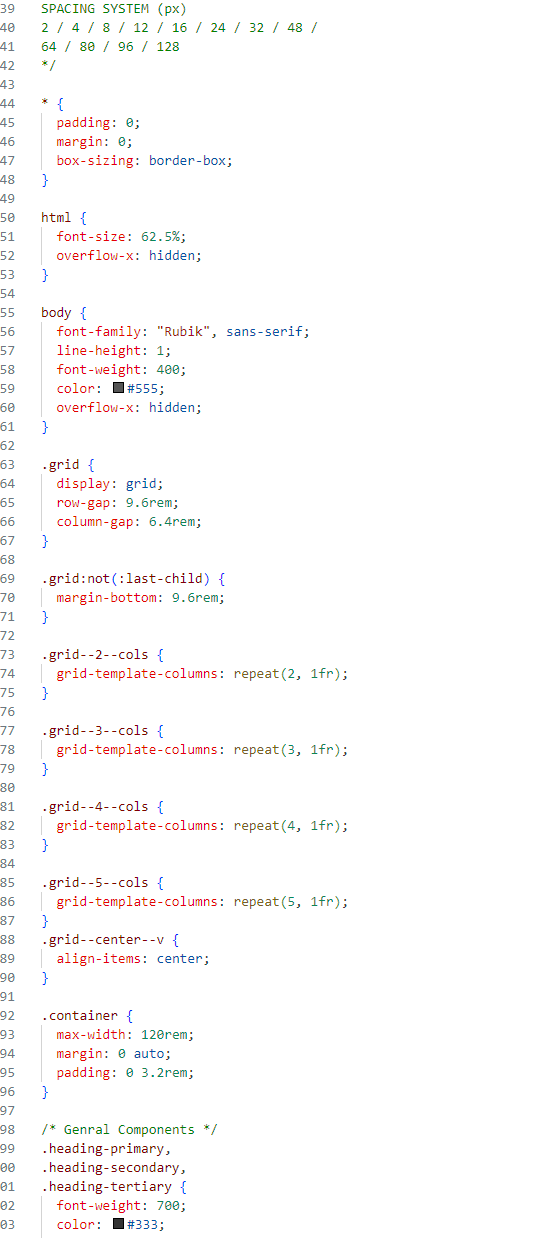 39 SPACING SYSTEM (px)
40 2 / 4 / 8 / 12 / 16 / 24 / 32 / 48 /
41 64 / 80 / 96 / 128
42 */
43
44 * {
45 padding: 0;
46 margin: 0;
47 box-sizing: border-box;
48 }
49
50 html {
51 font-size: 62.5%;
52 overflow-x: hidden;
53 }
54
55 body {
56 font-family: "Rubik", sans-serif;
57 line-height: 1;
58 font-weight: 400;
59 color: #555;
60 overflow-x: hidden;
61 }
62
63 .grid {
64 display: grid;
65 row-gap: 9.6rem;
66 column-gap: 6.4rem;
67 }
68
69 .grid:not(:last-child) {
70 margin-bottom: 9.6rem;
71 }
72
73 .grid--2--cols {
74 grid-template-columns: repeat(2, 1fr);
75 }
76
77 .grid--3--cols {
78 grid-template-columns: repeat(3, 1fr);
79 }
80
81 .grid--4--cols {
82 grid-template-columns: repeat(4, 1fr);
83 }
84
85 .grid--5--cols {
86 grid-template-columns: repeat(5, 1fr);
87 }
88 .grid--center--v {
89 align-items: center;
90 }
91
92 .container {
93 max-width: 120rem;
94 margin: 0 auto;
95 padding: 0 3.2rem;
96 }
97
98 /* Genral Components */
99 .heading-primary,
00 .heading-secondary,
01 .heading-tertiary {
02 font-weight: 700;
03 color: #333;